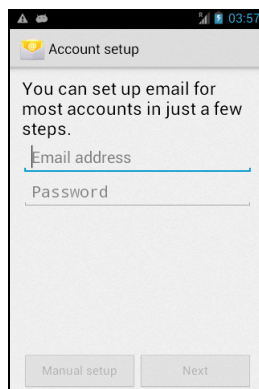 R
03:57
Account setup
You can set up email for
most accounts in just a few
steps.
Email address
Password
Manual setup
Next